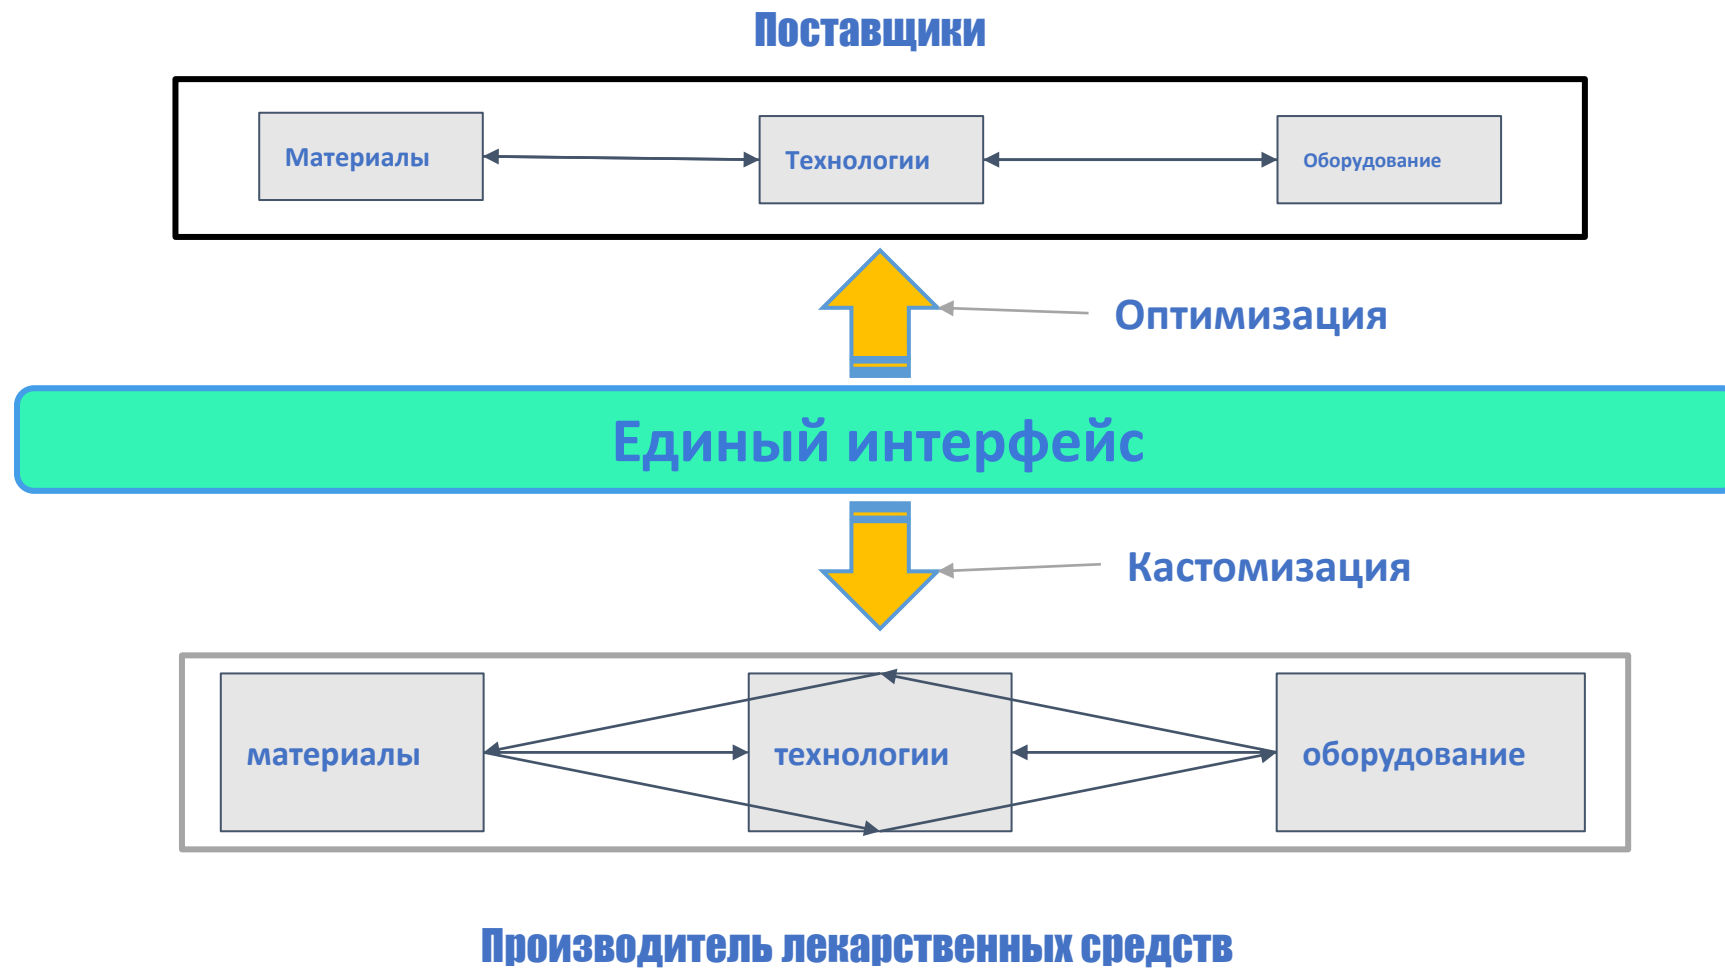 Поставщики
Материалы
Технологии
Оборудование
Оптимизация
Единый интерфейс
Кастомизация
материалы
технологии
оборудование
Производитель лекарственных средств